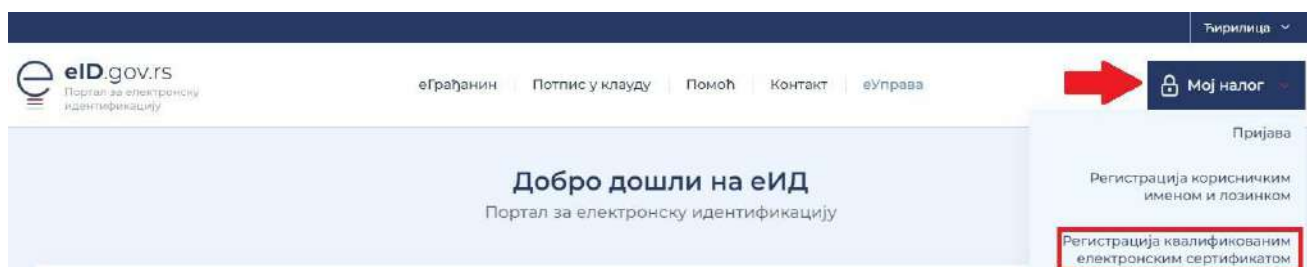 Ћирилица
eID.gov.rs
Портал за електронску
идентификацију
еГрађанин Потпис у клауду Помоћ Контакт еУправа
Мој налог
Пријава
Добро дошли на еИД
Портал за електронску идентификацију
Регистрација корисничким
именом и лозинком
Регистрација квалификованим
електронским сертификатом